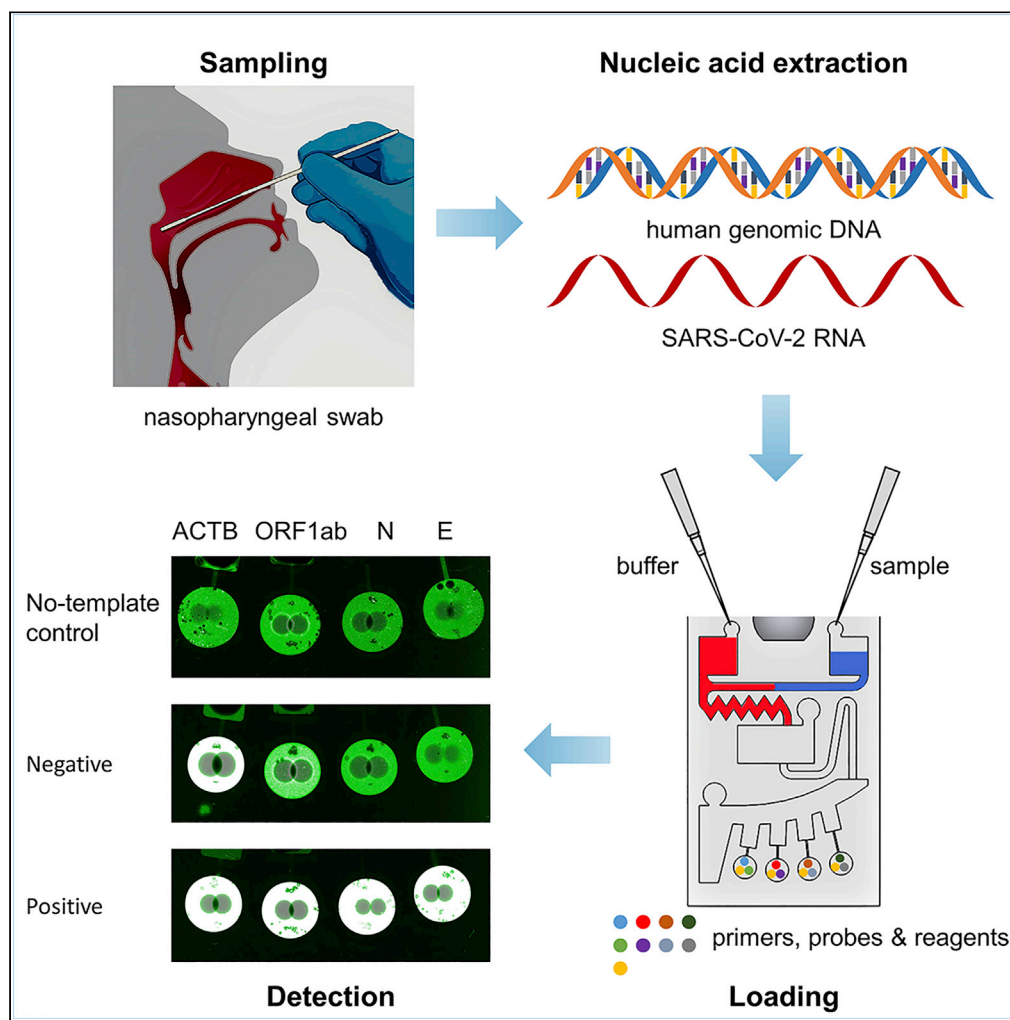 Sampling
Nucleic acid extraction
human genomic DNA
SARS-CoV-2 RNA
nasopharyngeal swab
buffer
sample
primers, probes & reagents
Loading
ACTB ORF1ab N E
No-template
control
Negative
Positive
Detection